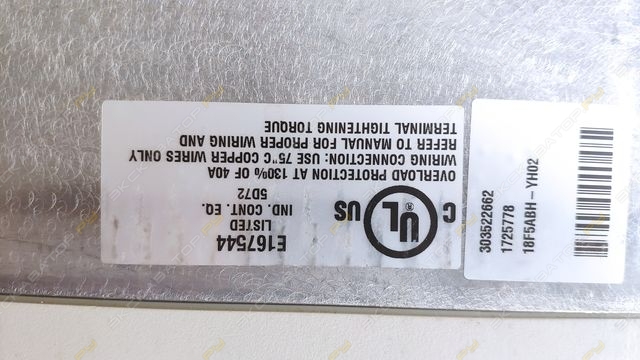 E167544
LISTED
IND. CONT. EQ.
5D72
C UL ® US
OVERLOAD PROTECTION AT 130% OF 40A
WIRING CONNECTION: USE 75°C COPPER WIRES ONLY
REFER TO MANUAL FOR PROPER WIRING AND
TERMINAL TIGHTENING TORQUE
303522662
1725778
18F5ABH-YH02